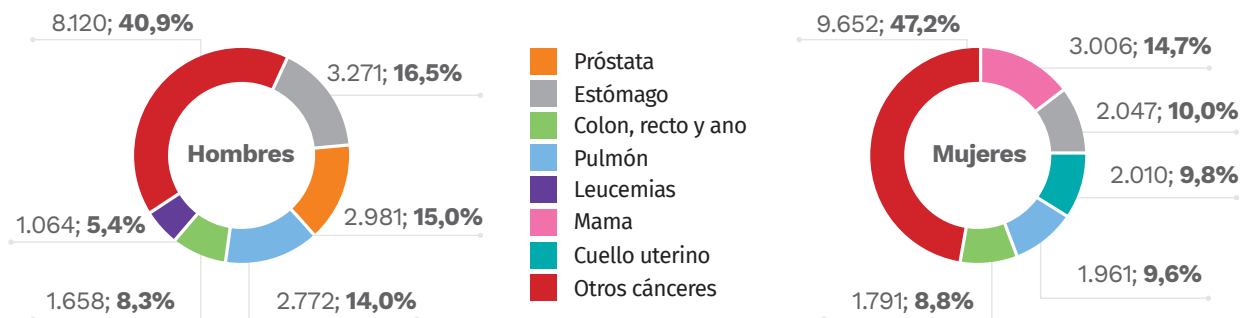 8.120; 40,9%
3.271; 16,5%
Hombres
2.981; 15,0%
1.064; 5,4%
1.658; 8,3%
2.772; 14,0%
Próstata
Estómago
Colon, recto y ano
Pulmón
Leucemias
Mama
Cuello uterino
Otros cánceres
9.652; 47,2%
3.006; 14,7%
2.047; 10,0%
Mujeres
2.010; 9,8%
1.961; 9,6%
1.791; 8,8%